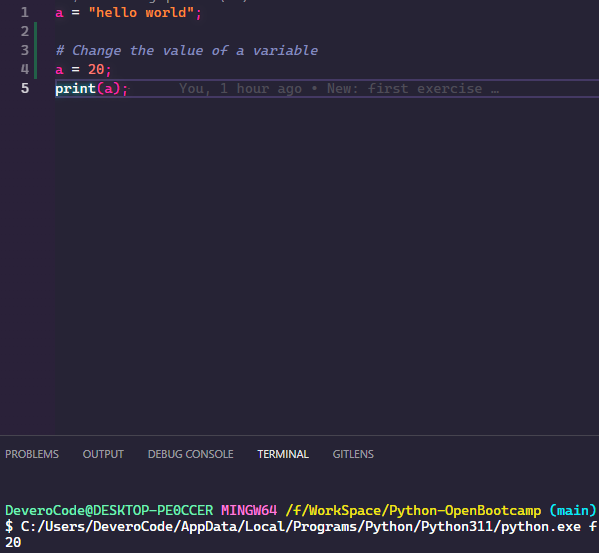 1 a = "hello world";
2
3 # Change the value of a variable
4 a = 20;
5 print(a); You, 1 hour ago • New: first exercise …
PROBLEMS OUTPUT DEBUG CONSOLE TERMINAL GITLENS
DeveroCode@DESKTOP-PE0CCER MINGW64 /f/WorkSpace/Python-OpenBootcamp (main)
$ C:/Users/DeveroCode/AppData/Local/Programs/Python/Python311/python.exe f
20